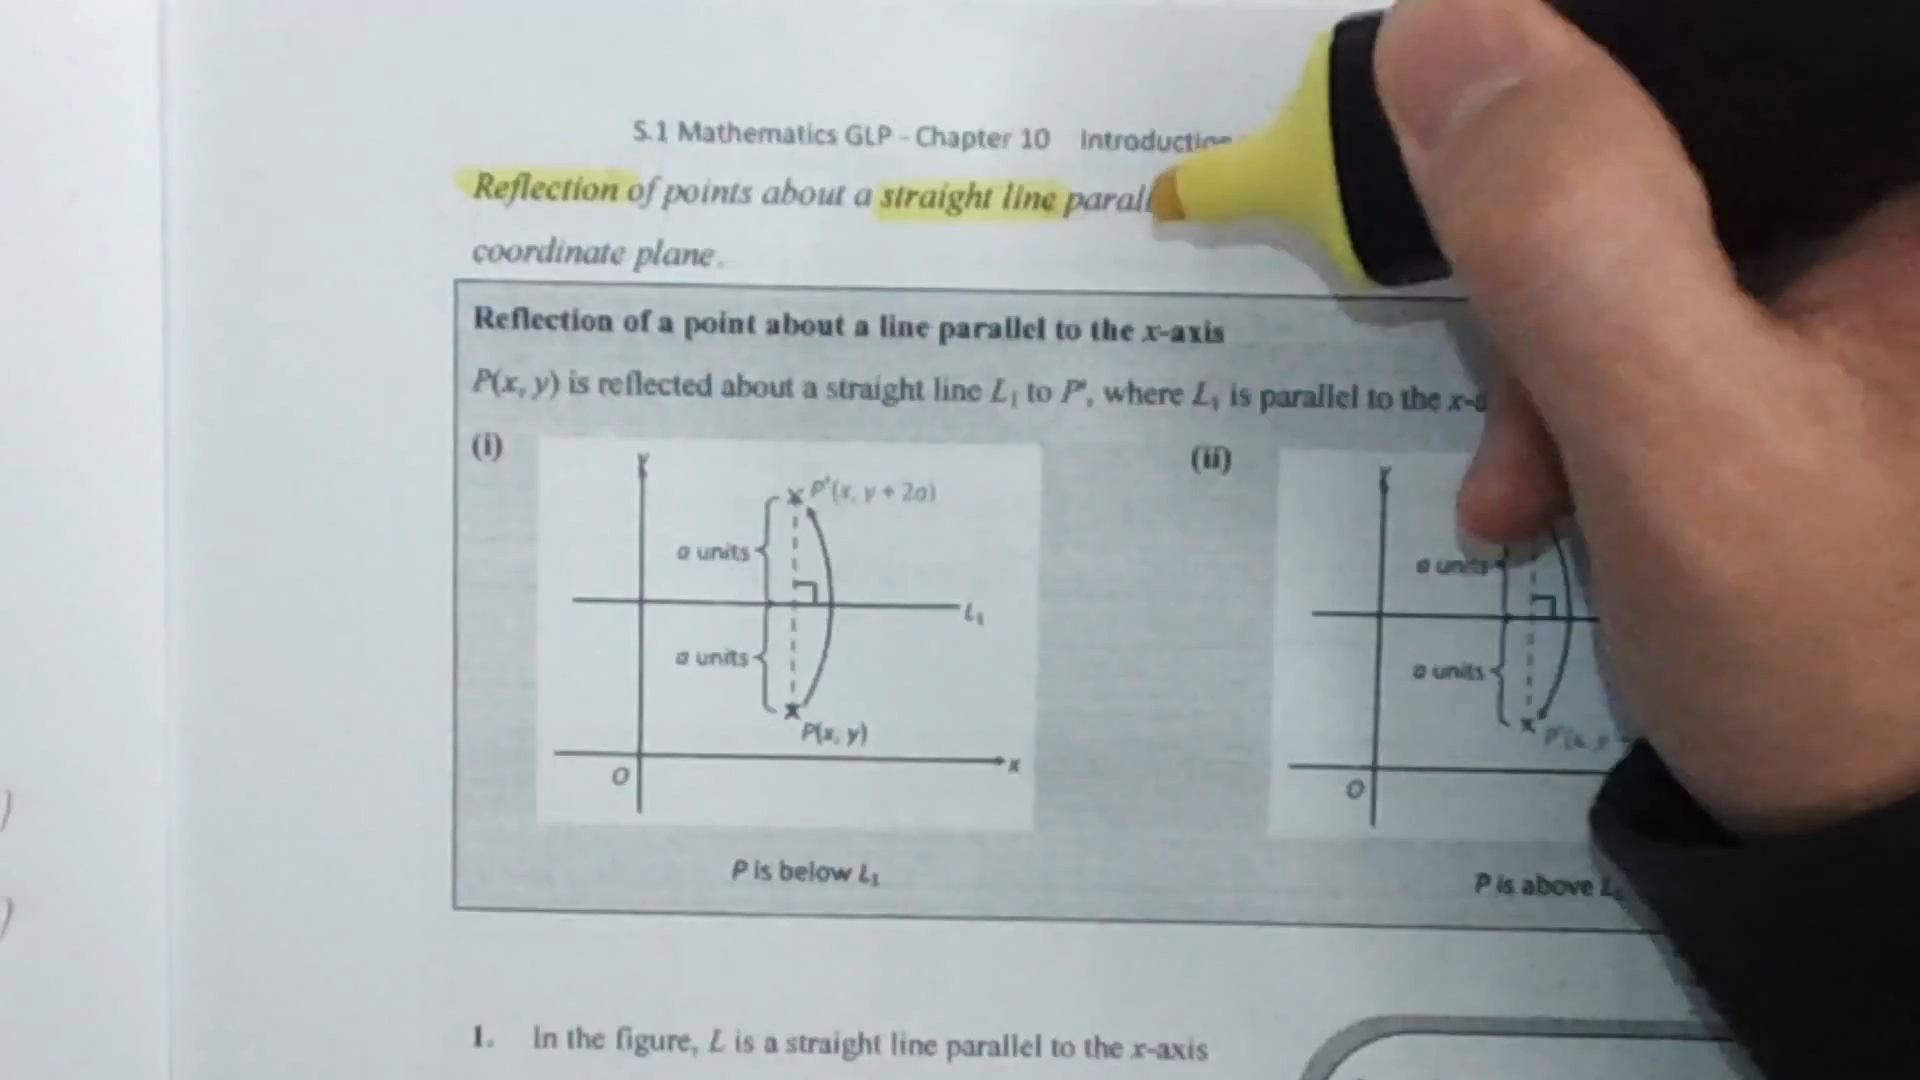 S.1 Mathematics GLP - Chapter 10 Introduction
Reflection of points about a straight line
coordinate plane.
Reflection of a point about a line parallel to the x-axis
P(x, y) is reflected about a straight line L₁ to P', where L₁ is parallel to the
(i)
(ii)
y
P'(x, y + 2a)
a units
L₁
a units
P(x, y)
O
x
P is below L₁
y
a units
a units
O
P is above
1. In the figure, L is a straight line parallel to the x-axis